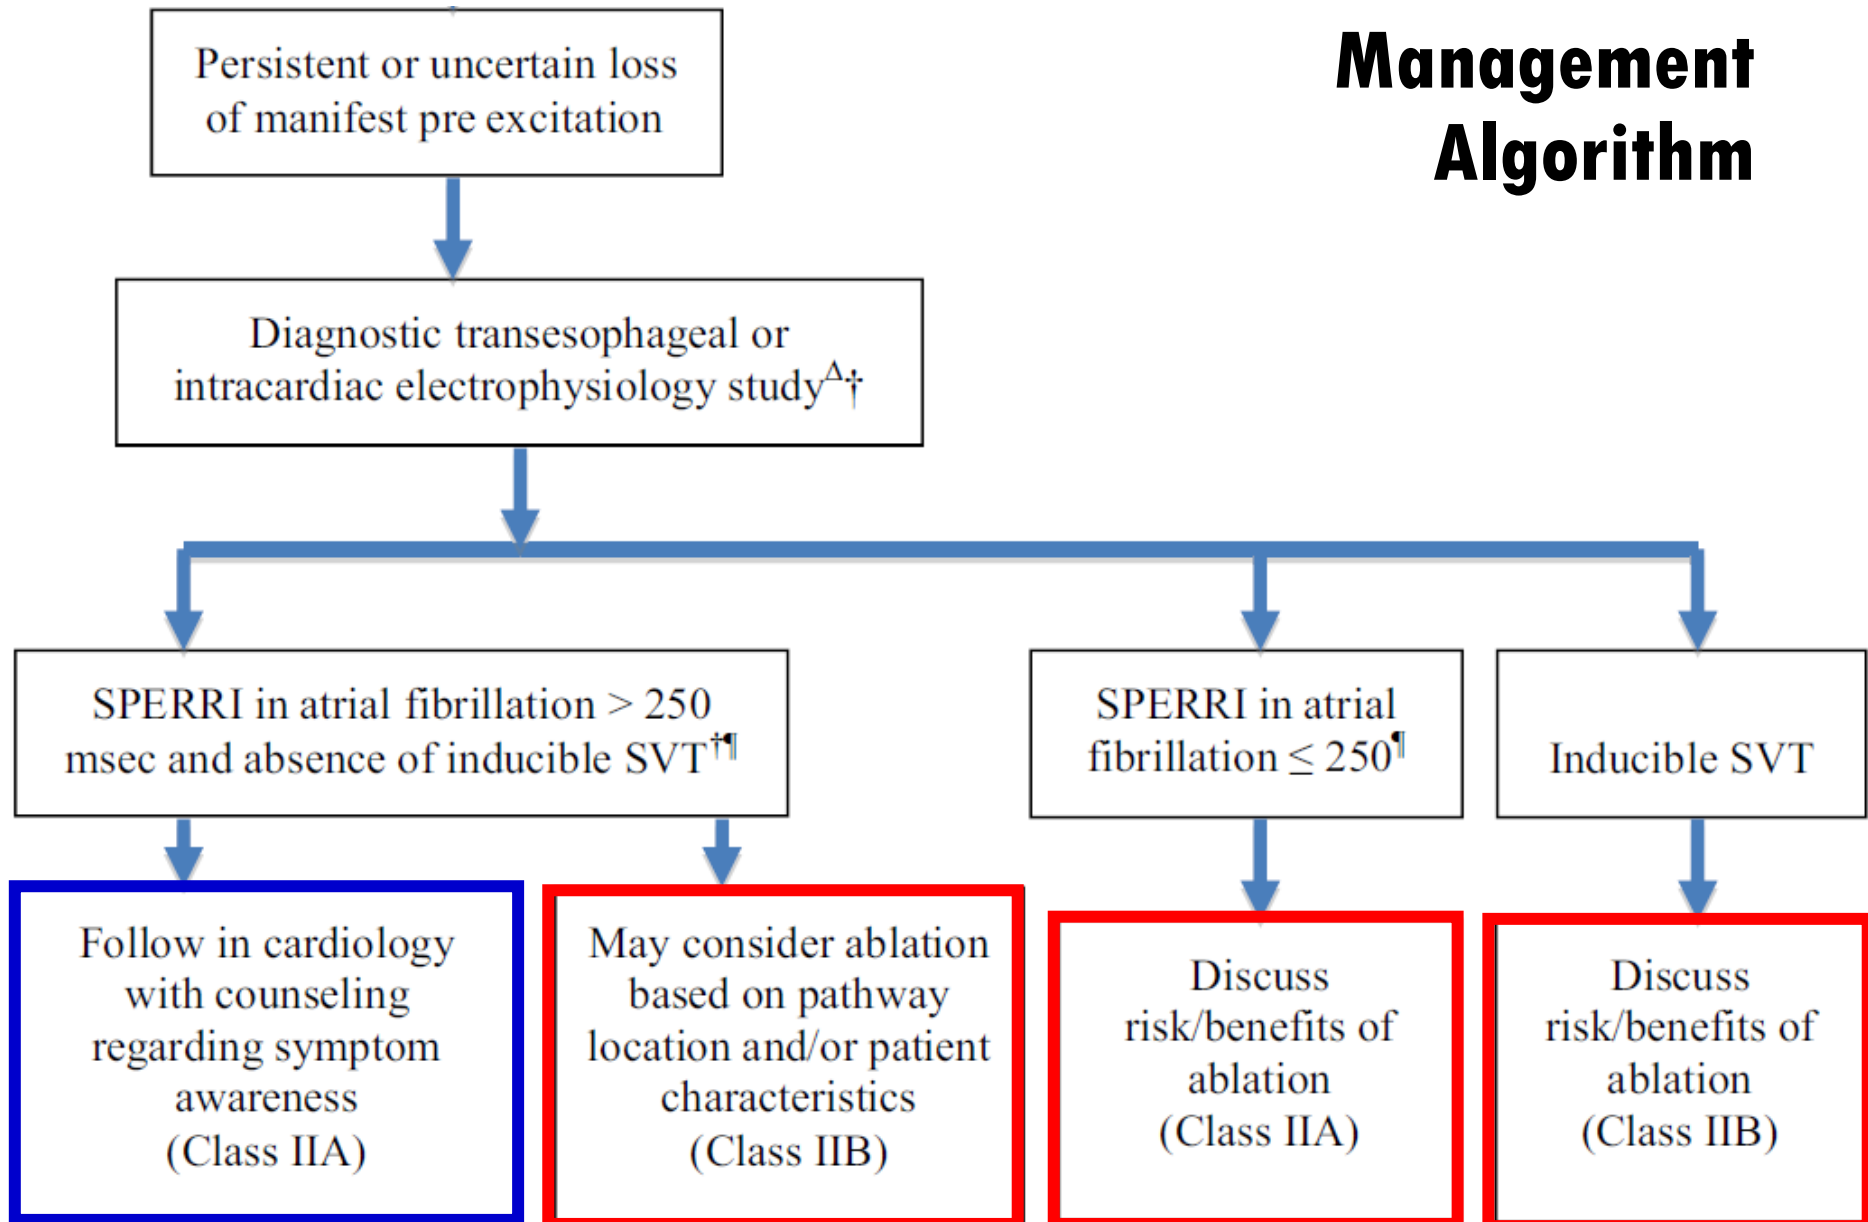 Management
Algorithm
Persistent or uncertain loss
of manifest pre excitation
Diagnostic transesophageal or
intracardiac electrophysiology study^Δ†
SPERRI in atrial fibrillation > 250
msec and absence of inducible SVT^†¶
SPERRI in atrial
fibrillation ≤ 250^¶
Inducible SVT
Follow in cardiology
with counseling
regarding symptom
awareness
(Class IIA)
May consider ablation
based on pathway
location and/or patient
characteristics
(Class IIB)
Discuss
risk/benefits of
ablation
(Class IIA)
Discuss
risk/benefits of
ablation
(Class IIB)